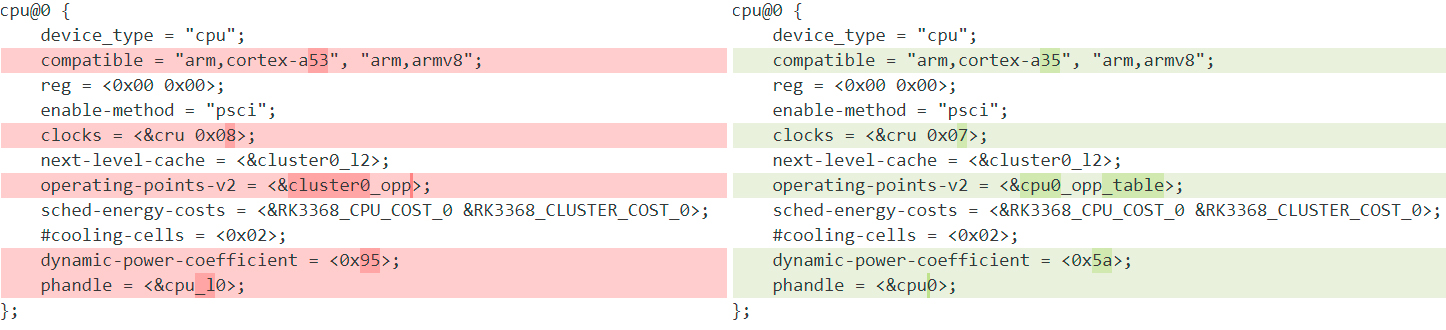 cpu@0 {
    device_type = "cpu";
    compatible = "arm,cortex-a53", "arm,armv8";
    reg = <0x00 0x00>;
    enable-method = "psci";
    clocks = <&cru 0x08>;
    next-level-cache = <&cluster0_l2>;
    operating-points-v2 = <&cluster0_opp>;
    sched-energy-costs = <&RK3368_CPU_COST_0 &RK3368_CLUSTER_COST_0>;
    #cooling-cells = <0x02>;
    dynamic-power-coefficient = <0x95>;
    phandle = <&cpu_l0>;
};
cpu@0 {
    device_type = "cpu";
    compatible = "arm,cortex-a35", "arm,armv8";
    reg = <0x00 0x00>;
    enable-method = "psci";
    clocks = <&cru 0x07>;
    next-level-cache = <&cluster0_l2>;
    operating-points-v2 = <&cpu0_opp_table>;
    sched-energy-costs = <&RK3368_CPU_COST_0 &RK3368_CLUSTER_COST_0>;
    #cooling-cells = <0x02>;
    dynamic-power-coefficient = <0x5a>;
    phandle = <&cpu0>;
};